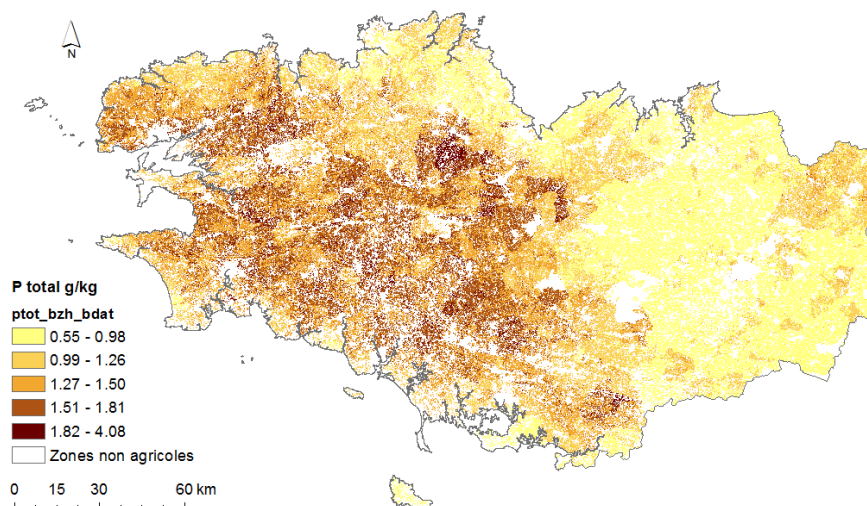 N
P total g/kg
ptot_bzh_bdat
0.55 - 0.98
0.99 - 1.26
1.27 - 1.50
1.51 - 1.81
1.82 - 4.08
Zones non agricoles
0 15 30 60 km